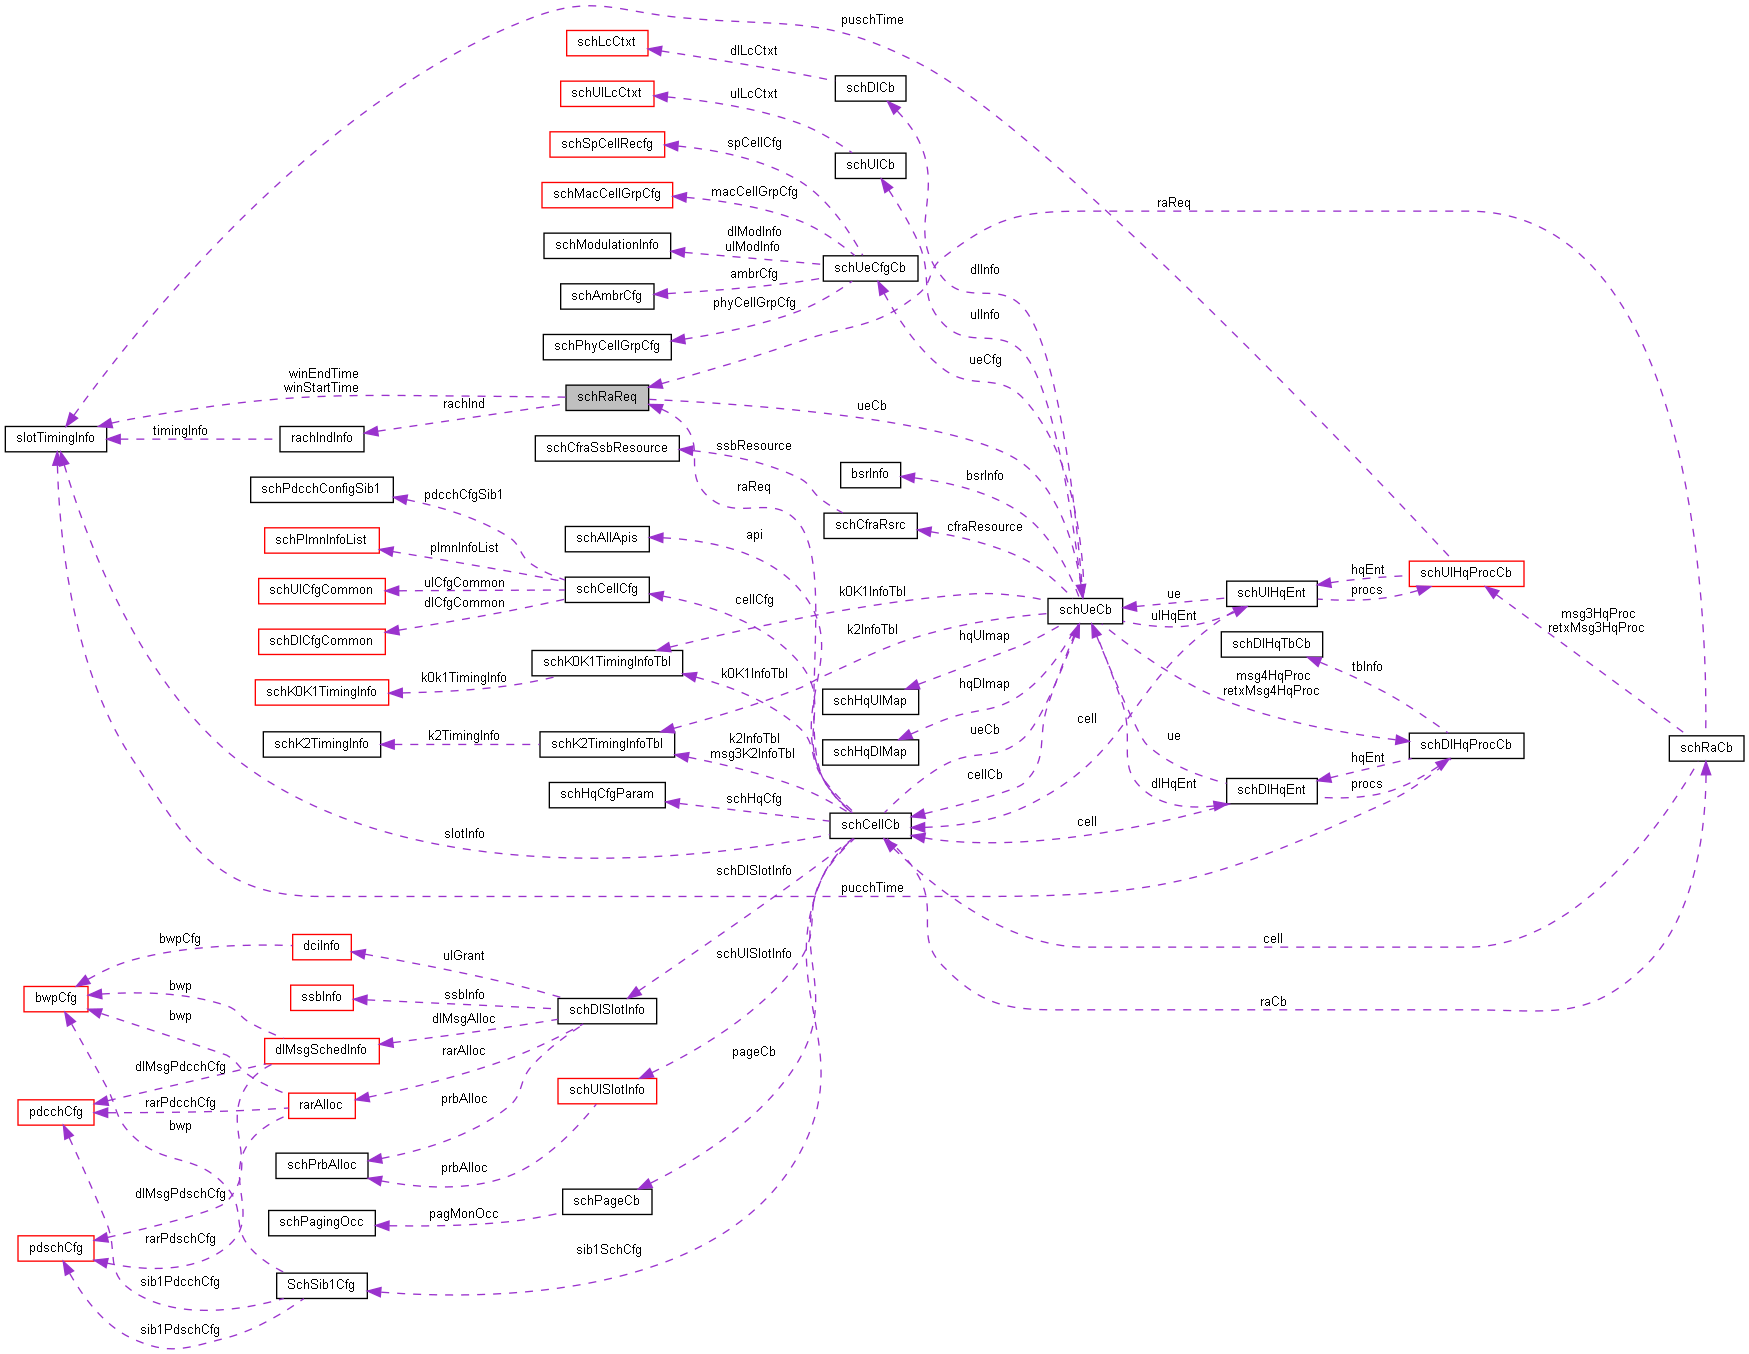 puschTime
schLcCtxt
dlLcCtxt
schDlCb
schUlLcCtxt
ulLcCtxt
schSpCellRecfg
spCellCfg
schUlCb
schMacCellGrpCfg
macCellGrpCfg
raReq
schModulationInfo
dlModInfo
ulModInfo
schUeCfgCb
dlInfo
schAmbrCfg
ambrCfg
phyCellGrpCfg
ulInfo
schPhyCellGrpCfg
ueCfg
winEndTime
winStartTime
schRaReq
rachInd
ueCb
slotTimingInfo
timingInfo
rachIndInfo
schCfraSsbResource
ssbResource
bsrInfo
bsrInfo
schPdcchConfigSib1
pdcchCfgSib1
raReq
schCfraRsrc
cfraResource
schPlmnInfoList
plmnInfoList
schAllApis
api
schUlCfgCommon
ulCfgCommon
dlCfgCommon
schCellCfg
cellCfg
k0K1InfoTbl
schUeCb
ue
ulHqEnt
schUlHqEnt
hqEnt
procs
schUlHqProcCb
msg3HqProc
retxMsg3HqProc
schDlCfgCommon
k2InfoTbl
hqUlmap
schDlHqTbCb
tbInfo
schK0K1TimingInfoTbl
k0k1TimingInfo
schK0K1TimingInfo
k0K1InfoTbl
hqDlmap
schHqUlMap
msg4HqProc
retxMsg4HqProc
schK2TimingInfo
k2TimingInfo
schK2TimingInfoTbl
k2InfoTbl
msg3K2InfoTbl
schHqDlMap
ueCb
cell
ue
schDlHqProcCb
schRaCb
hqEnt
procs
schHqCfgParam
schHqCfg
cellCb
dlHqEnt
schDlHqEnt
schCellCb
cell
slotInfo
schDlSlotInfo
pucchTime
bwpCfg
dciInfo
ulGrant
schUlSlotInfo
cell
bwpCfg
bwp
ssbInfo
ssbInfo
schDlSlotInfo
raCb
bwp
dlMsgAlloc
dlMsgSchedInfo
rarAlloc
pageCb
dlMsgPdcchCfg
schUlSlotInfo
pdcchCfg
rarPdcchCfg
rarAlloc
prbAlloc
bwp
schPrbAlloc
prbAlloc
dlMsgPdschCfg
schPageCb
schPagingOcc
pagMonOcc
pdschCfg
rarPdschCfg
sib1SchCfg
sib1PdcchCfg
SchSib1Cfg
sib1PdschCfg